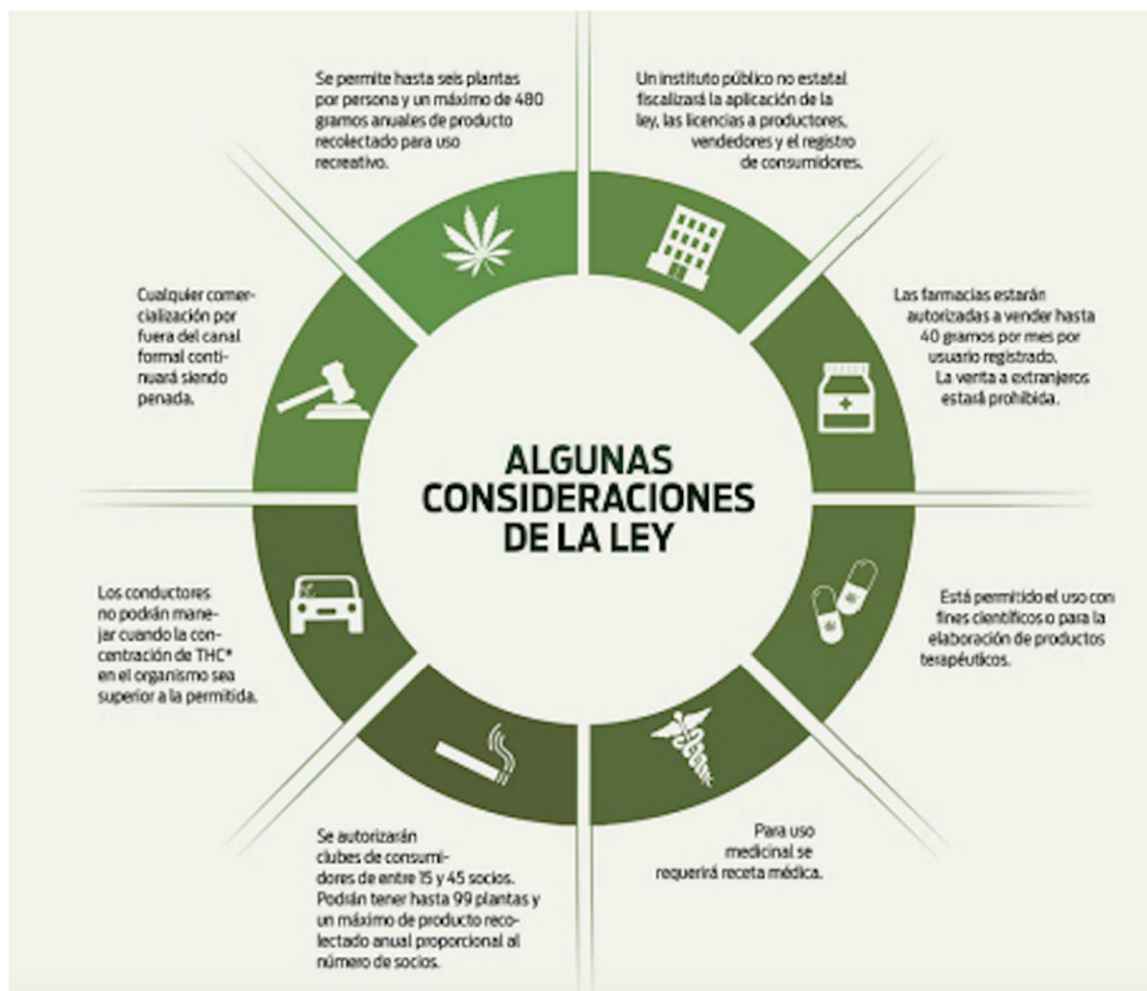 Se permite hasta seis plantas
por persona y un máximo de 480
gramos anuales de producto
recolectado para uso
recreativo.
Un instituto público no estatal
fiscalizará la aplicación de la
ley, las licencias a productores,
vendedores y el registro
de consumidores.
Las farmacias estarán
autorizadas a vender hasta
40 gramos por mes por
usuario registrado.
La venta a extranjeros
estará prohibida.
Está permitido el uso con
fines científicos o para la
elaboración de productos
terapéuticos.
Para uso
medicinal se
requerirá receta médica.
Se autorizarán
clubes de consumi-
dores de entre 15 y 45 socios.
Podrán tener hasta 99 plantas y
un máximo de producto reco-
lectado anual proporcional al
número de socios.
Los conductores
no podrán mane-
jar cuando la con-
centración de THC*
en el organismo sea
superior a la permitida.
Cualquier comer-
cialización por
fuera del canal
formal conti-
nuará siendo
penada.
ALGUNAS
CONSIDERACIONES
DE LA LEY